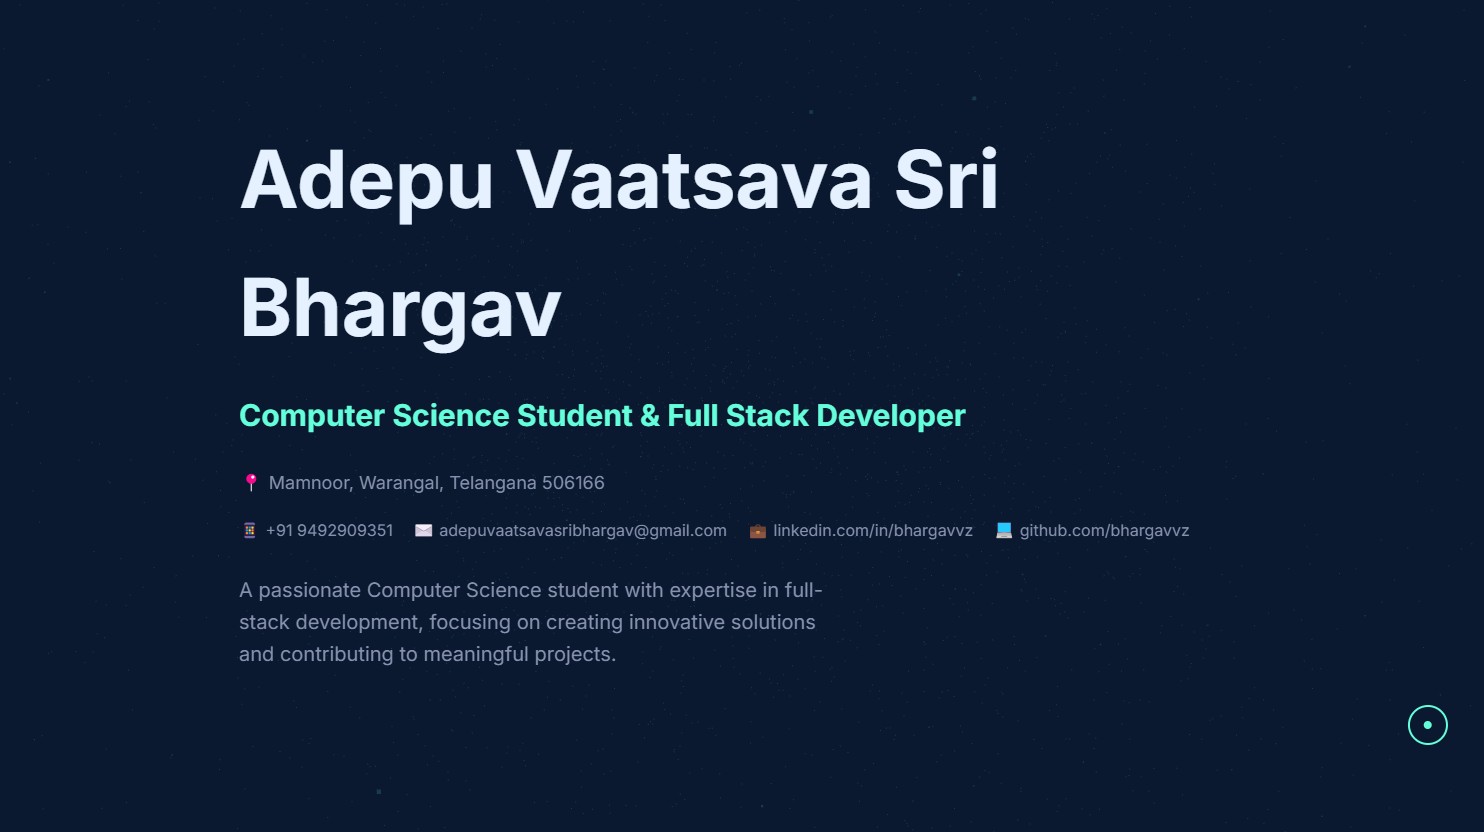 Adepu Vaatsava Sri
Bhargav
Computer Science Student & Full Stack Developer
📍 Mamnoor, Warangal, Telangana 506166
📱 +91 9492909351 ✉️ adepuvaatsavasribhargav@gmail.com 💼 linkedin.com/in/bhargavvz 💻 github.com/bhargavvz
A passionate Computer Science student with expertise in full-
stack development, focusing on creating innovative solutions
and contributing to meaningful projects.